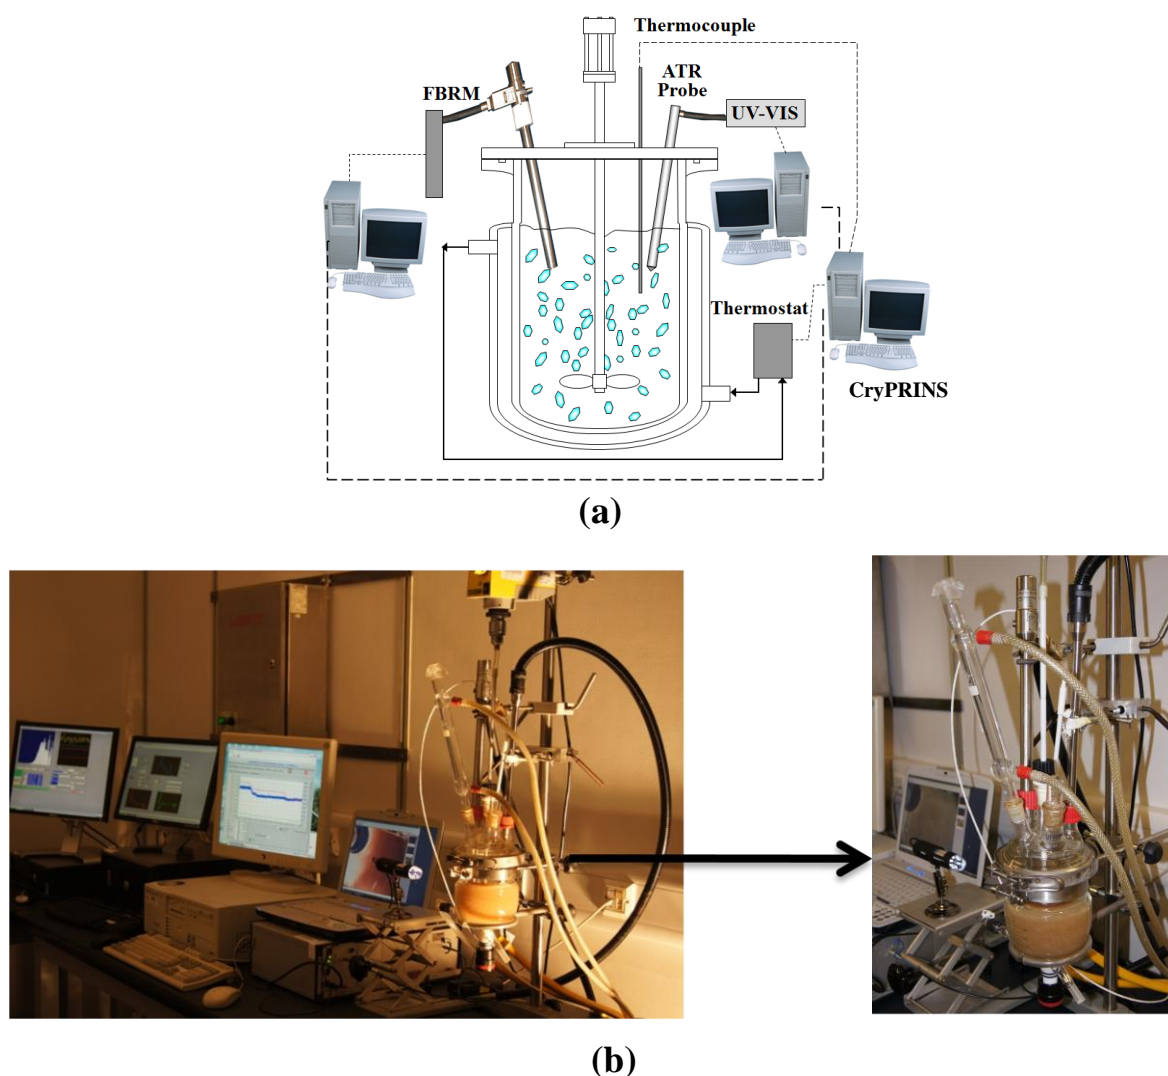 Thermocouple
ATR
Probe
FBRM
UV-VIS
Thermostat
CryPRINS
(a)
(b)